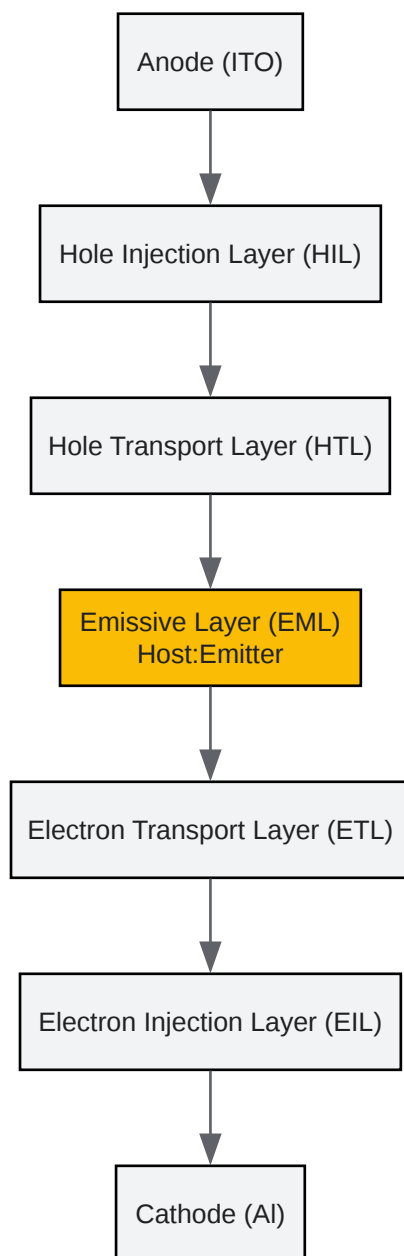 Anode (ITO)
Hole Injection Layer (HIL)
Hole Transport Layer (HTL)
Emissive Layer (EML)
Host:Emitter
Electron Transport Layer (ETL)
Electron Injection Layer (EIL)
Cathode (Al)